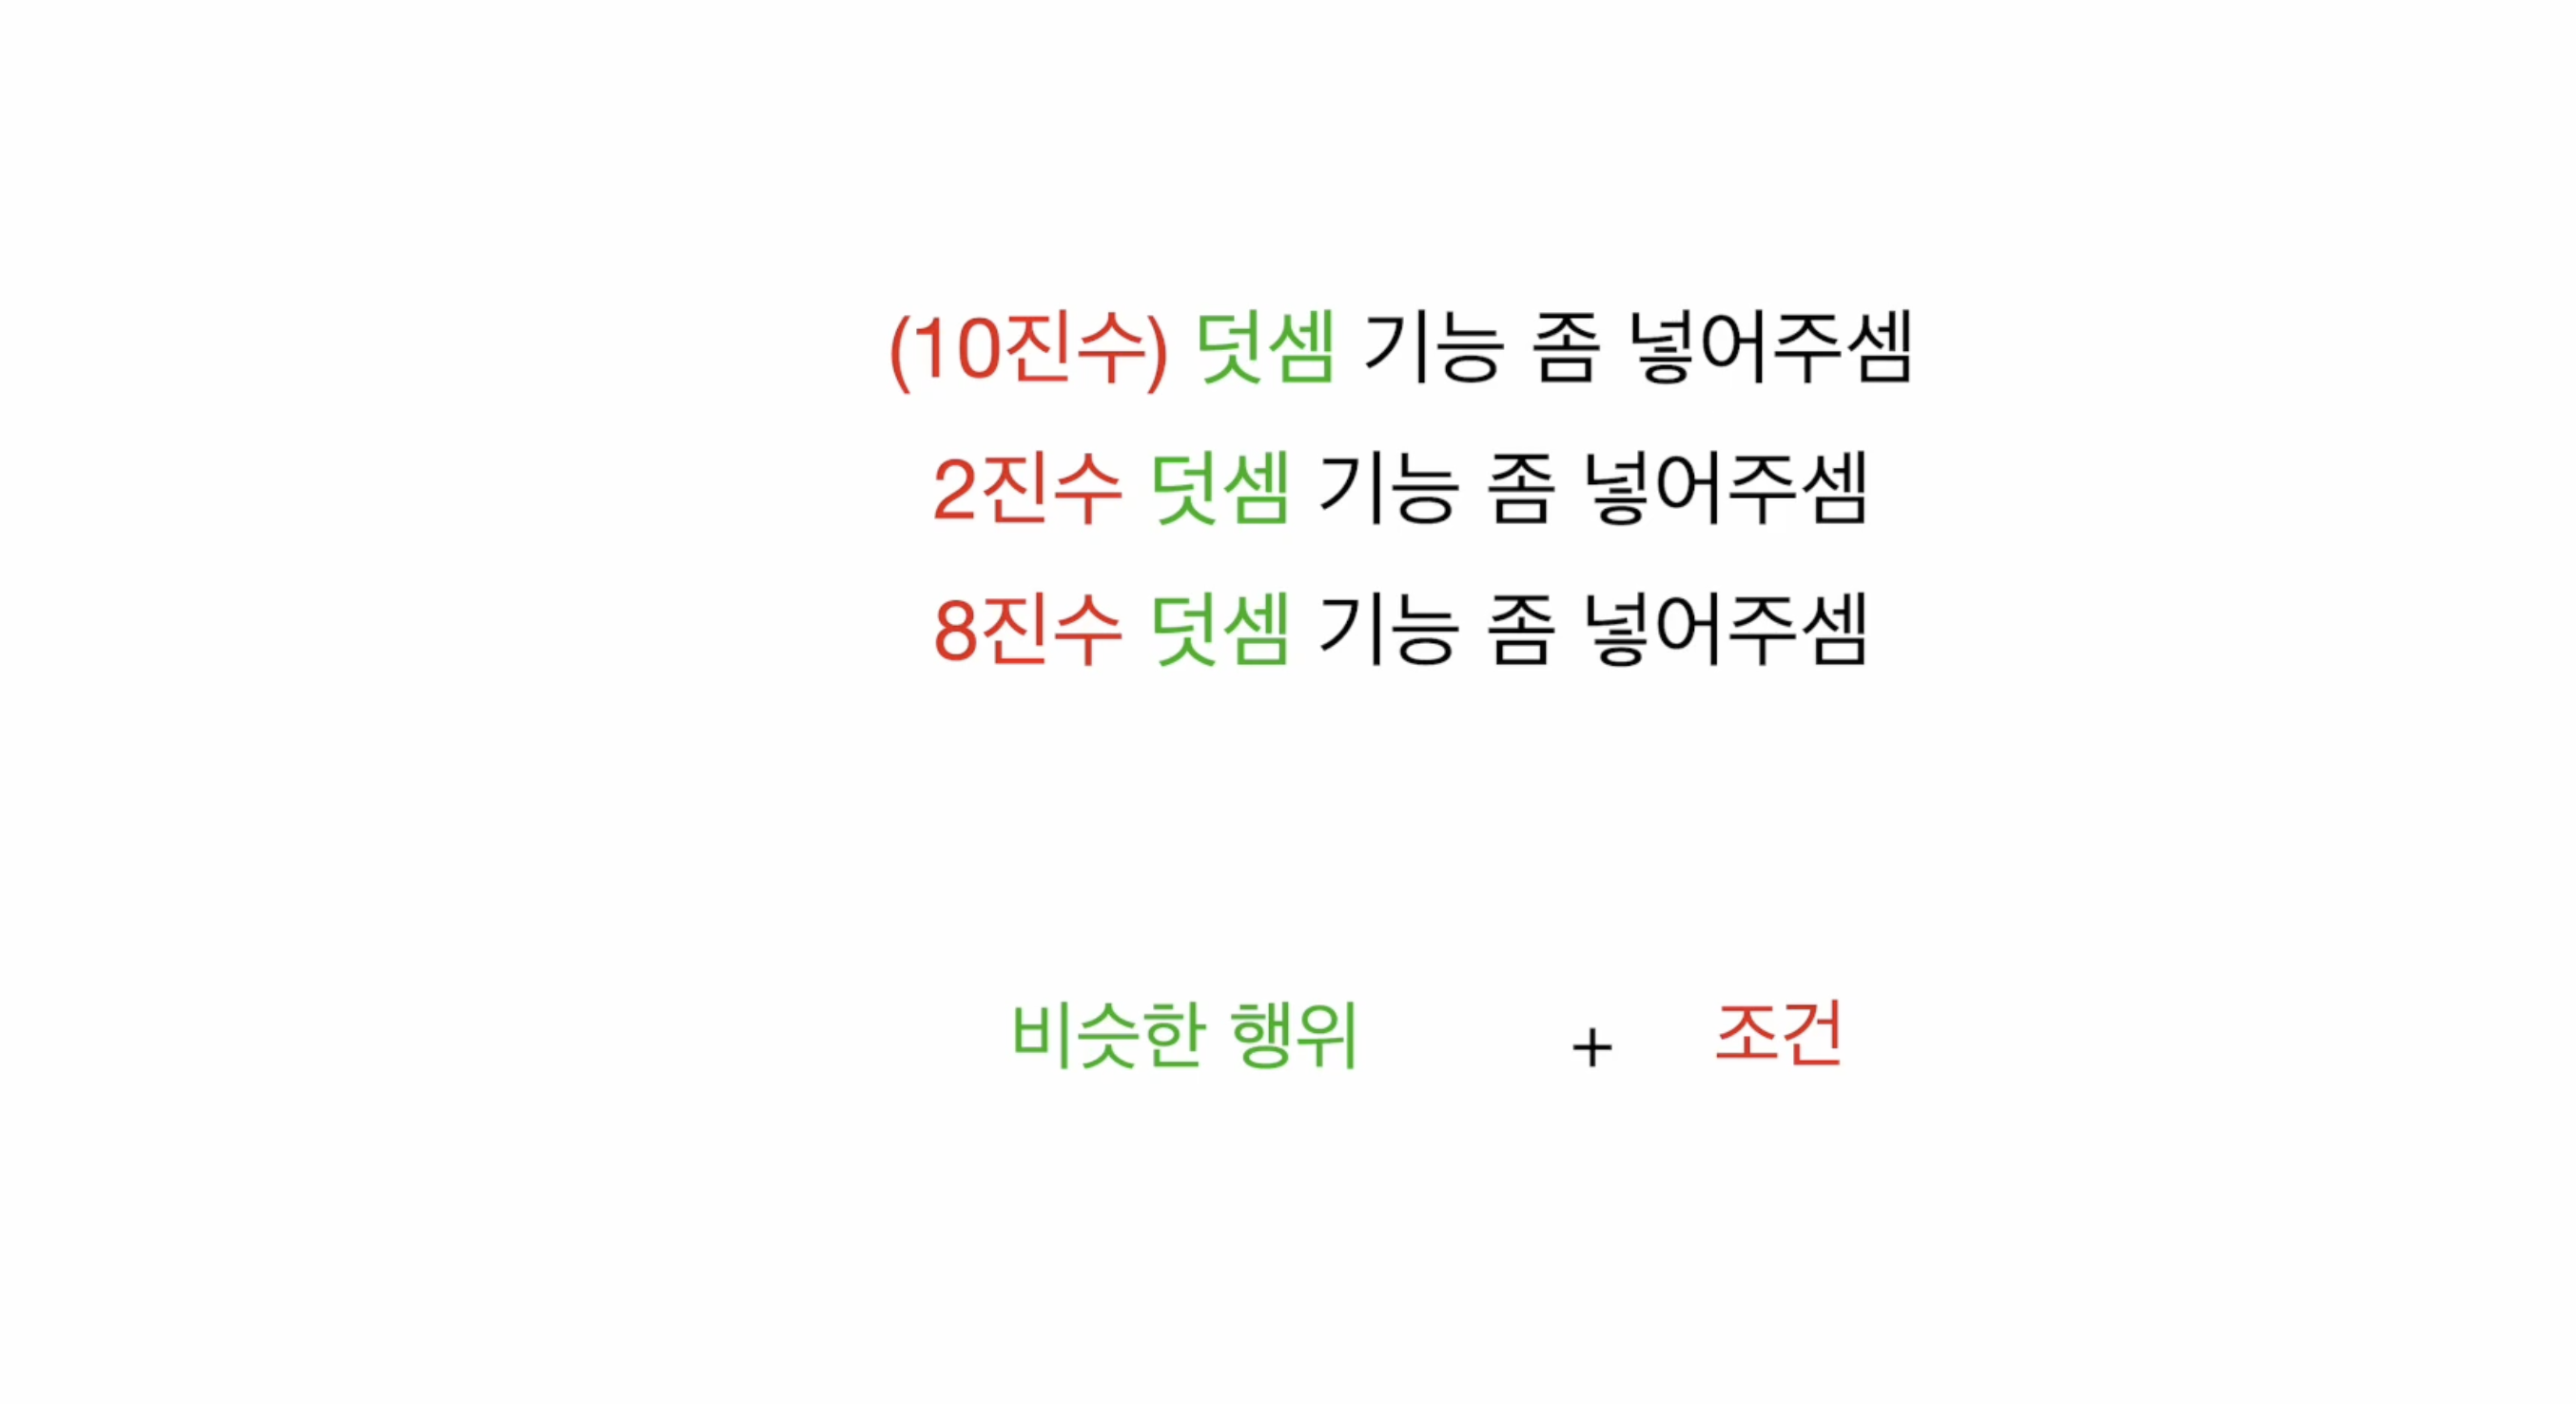 (10진수) 덧셈 기능 좀 넣어주셈
2진수 덧셈 기능 좀 넣어주셈
8진수 덧셈 기능 좀 넣어주셈
비슷한 행위 + 조건